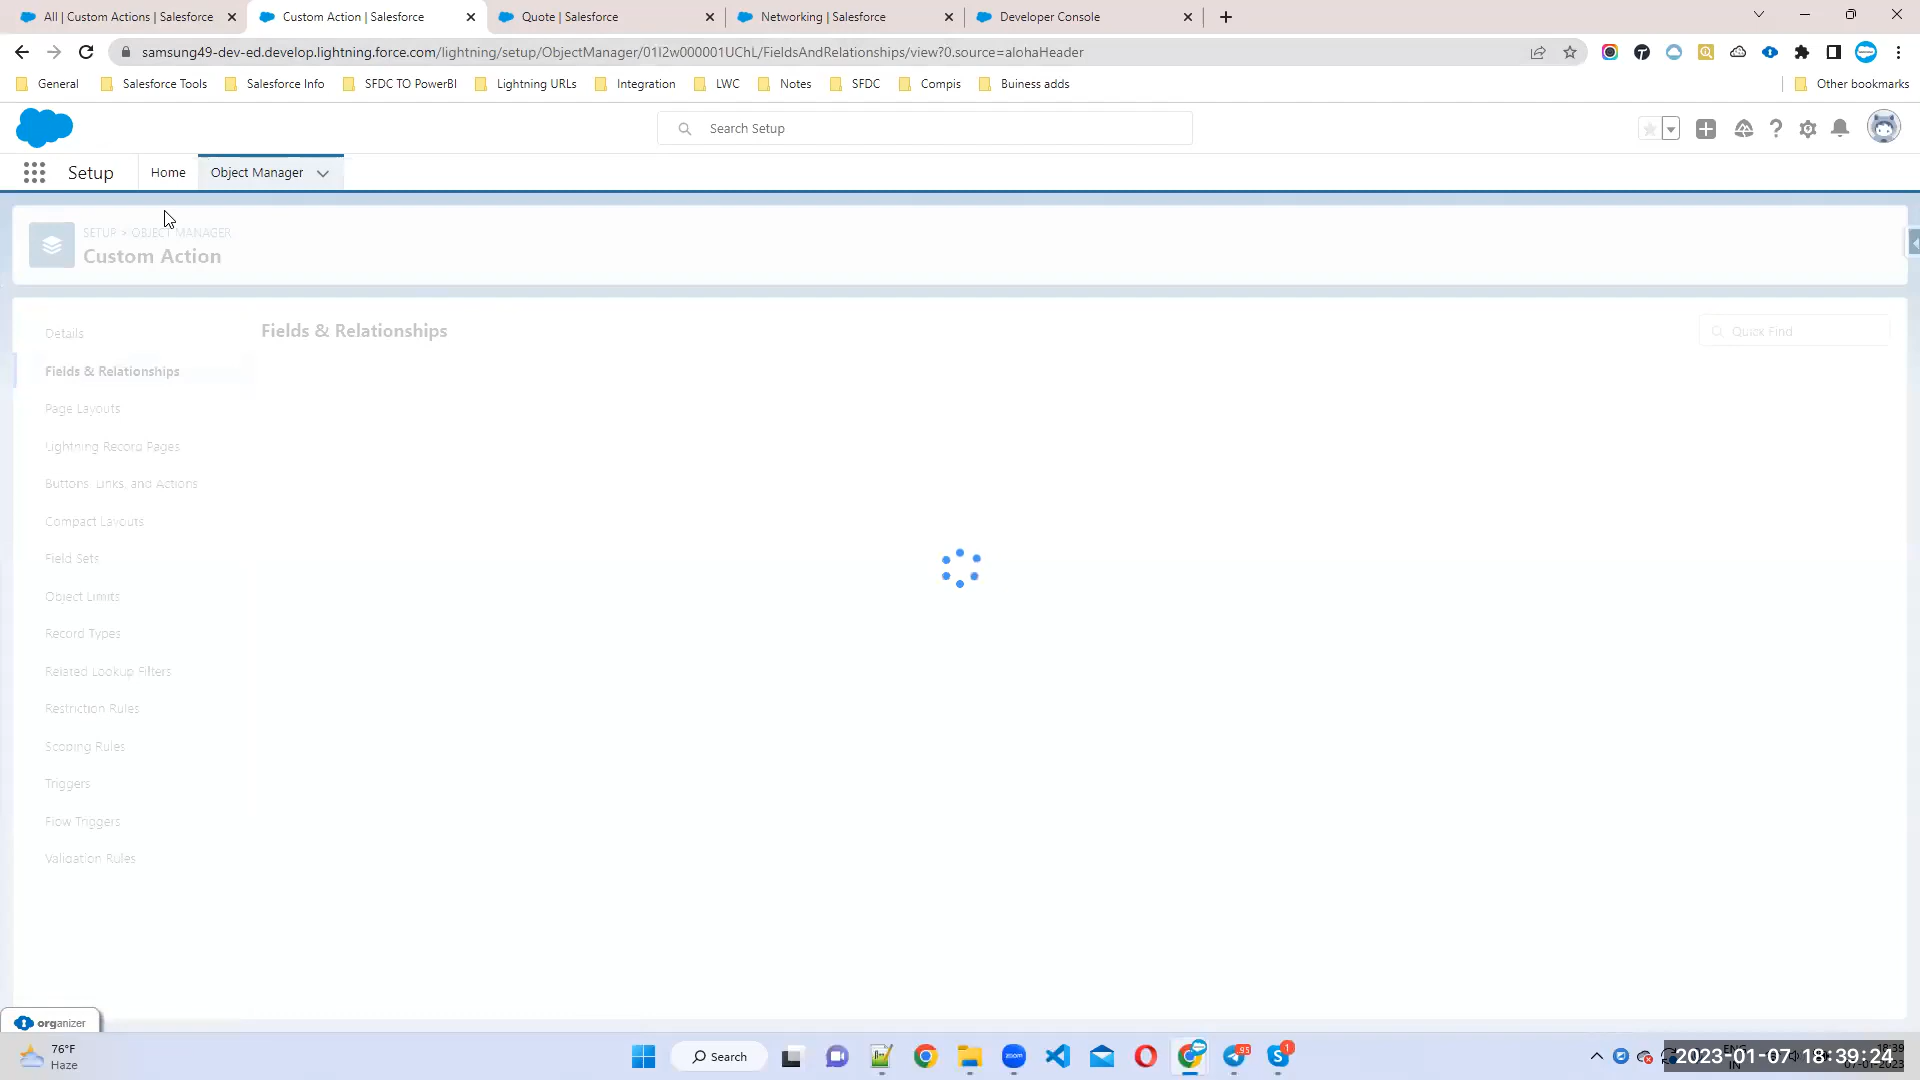 All | Custom Actions | Salesforce
Custom Action | Salesforce
Quote | Salesforce
Networking | Salesforce
Developer Console
samsung49-dev-ed.develop.lightning.force.com/lightning/setup/ObjectManager/01I2w000001UChL/FieldsAndRelationships/view?0.source=alohaHeader
General
Salesforce Tools
Salesforce Info
SFDC TO PowerBI
Lightning URLs
Integration
LWC
Notes
SFDC
Compis
Buiness adds
Other bookmarks
Search Setup
Setup
Home
Object Manager
SETUP > OBJECT MANAGER
Custom Action
Details
Fields & Relationships
Page Layouts
Lightning Record Pages
Buttons, Links, and Actions
Compact Layouts
Field Sets
Object Limits
Record Types
Related Lookup Filters
Restriction Rules
Scoping Rules
Triggers
Flow Triggers
Validation Rules
Fields & Relationships
Quick Find
organizer
76°F
Haze
Search
zoom
93
1
2023-01-07 18:39:24